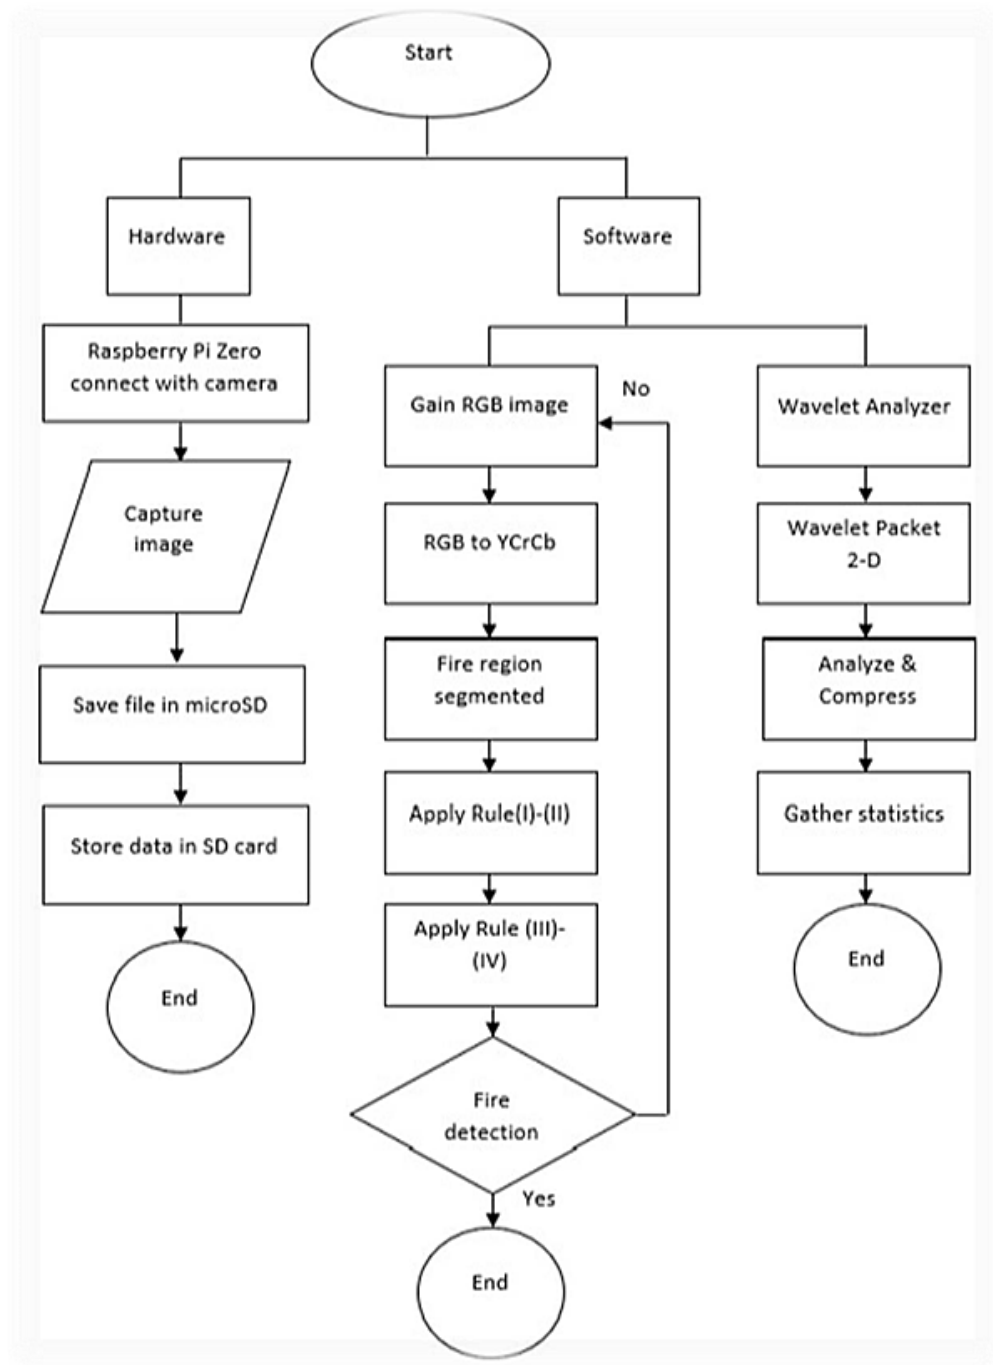 Start
Hardware
Raspberry Pi Zero
connect with camera
Capture
image
Save file in microSD
Store data in SD card
End
Software
Gain RGB image
No
RGB to YCrCb
Fire region
segmented
Apply Rule(I)-(II)
Apply Rule (III)-
(IV)
Fire
detection
Yes
End
Wavelet Analyzer
Wavelet Packet
2-D
Analyze &
Compress
Gather statistics
End